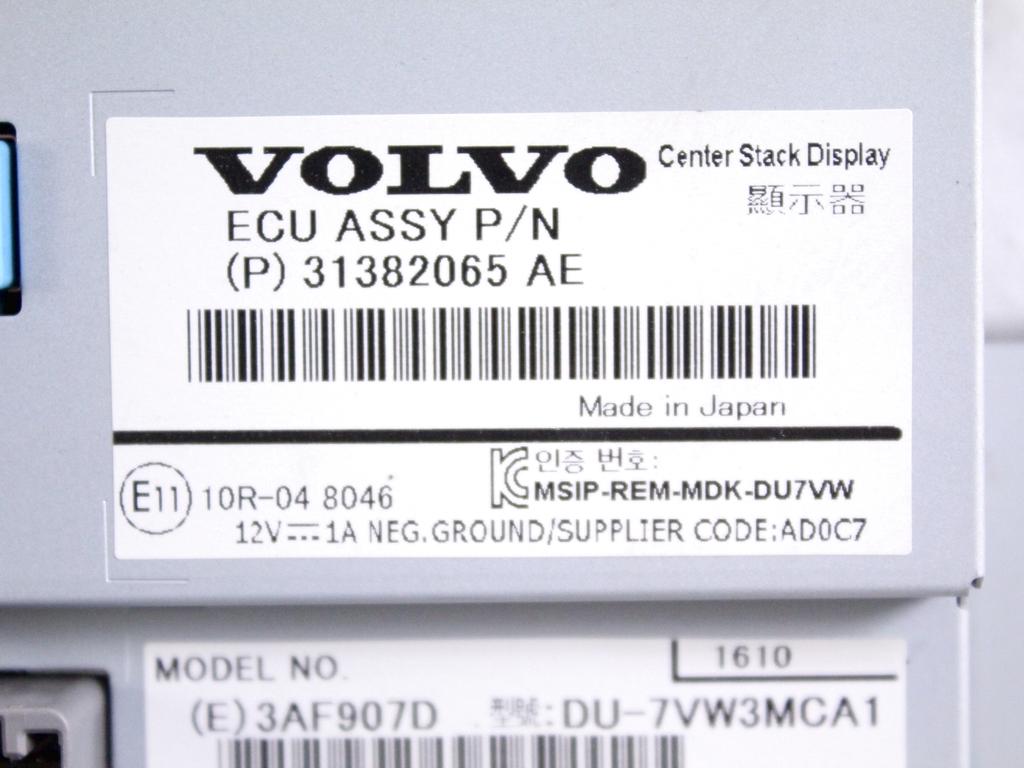 VOLVO Center Stack Display
顯示器
ECU ASSY P/N
(P) 31382065 AE
Made in Japan
인증 번호:
E11 10R-04 8046 MSIP-REM-MDK-DU7VW
12V⎓1A NEG.GROUND/SUPPLIER CODE:AD0C7
MODEL NO. 1610
(E) 3AF907D 型號:DU-7VW3MCA1